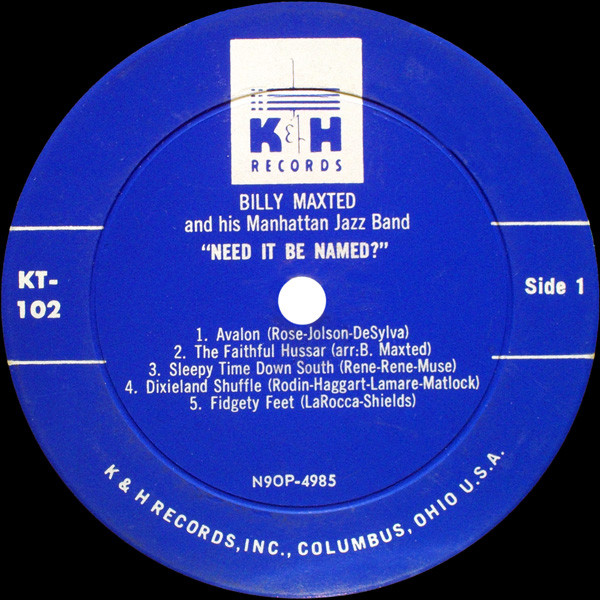 K & H
RECORDS
BILLY MAXTED
and his Manhattan Jazz Band
"NEED IT BE NAMED?"
KT-
102
Side 1
1. Avalon (Rose-Jolson-DeSylva)
2. The Faithful Hussar (arr:B. Maxted)
3. Sleepy Time Down South (Rene-Rene-Muse)
4. Dixieland Shuffle (Rodin-Haggart-Lamare-Matlock)
5. Fidgety Feet (LaRocca-Shields)
N9OP-4985
K & H RECORDS, INC., COLUMBUS, OHIO U.S.A.